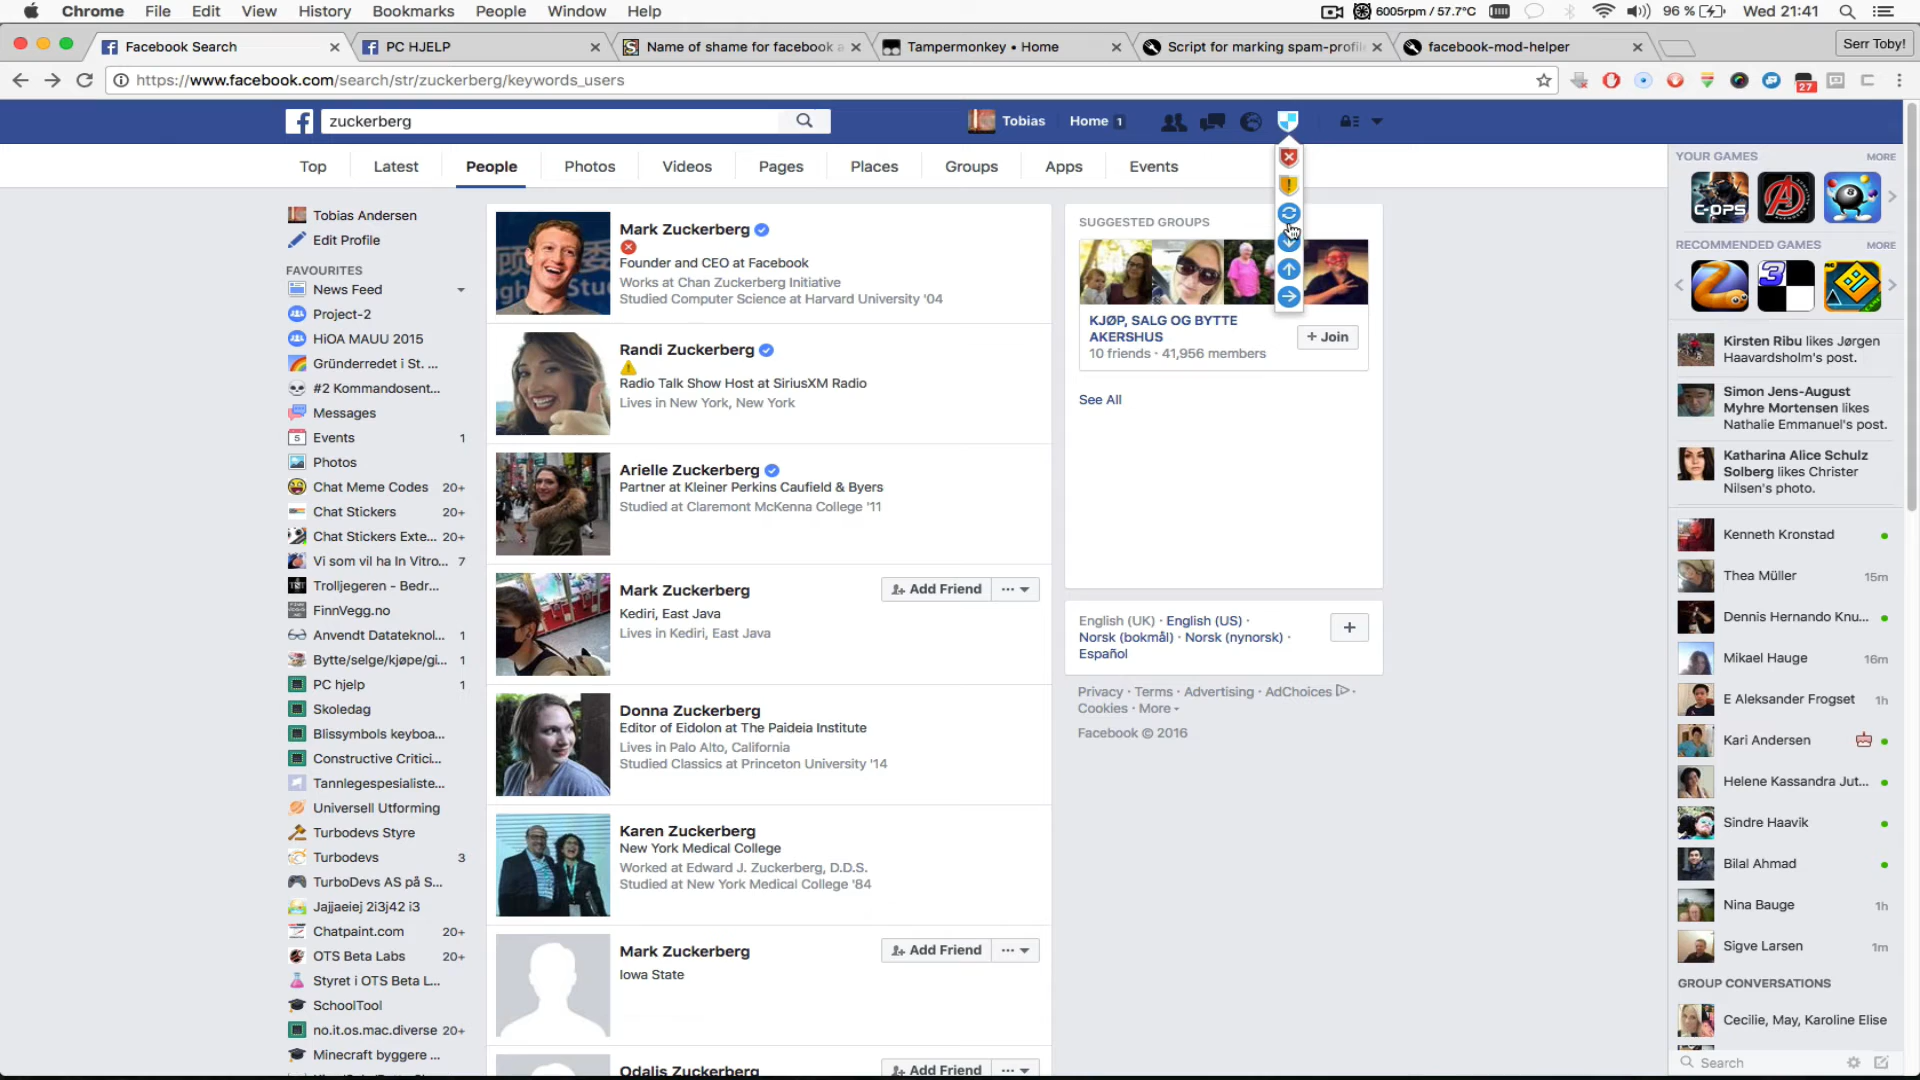 Chrome File Edit View History Bookmarks People Window Help 6005rpm / 57.7°C 96 % Wed 21:41
Facebook Search PC HJELP Name of shame for facebook a Tampermonkey • Home Script for marking spam-profil facebook-mod-helper Serr Toby!
https://www.facebook.com/search/str/zuckerberg/keywords_users 27
zuckerberg Tobias Home 1
Top Latest People Photos Videos Pages Places Groups Apps Events
Tobias Andersen
Edit Profile
FAVOURITES
News Feed
Project-2
HiOA MAUU 2015
Gründerredet i St. ...
#2 Kommandosent...
Messages
Events 1
Photos
Chat Meme Codes 20+
Chat Stickers 20+
Chat Stickers Exte... 20+
Vi som vil ha In Vitro... 7
Trolljegeren - Bedr...
FinnVegg.no
Anvendt Datateknol... 1
Bytte/selge/kjøpe/gi... 1
PC hjelp 1
Skoledag
Blissymbols keyboa...
Constructive Critici...
Tannlegespesialiste...
Universell Utforming
Turbodevs Styre
Turbodevs 3
TurboDevs AS på S...
Jajjaeiej 2i3j42 i3
Chatpaint.com 20+
OTS Beta Labs 20+
Styret i OTS Beta L...
SchoolTool
no.it.os.mac.diverse 20+
Minecraft byggere ...
Mark Zuckerberg
Founder and CEO at Facebook
Works at Chan Zuckerberg Initiative
Studied Computer Science at Harvard University '04
Randi Zuckerberg
Radio Talk Show Host at SiriusXM Radio
Lives in New York, New York
Arielle Zuckerberg
Partner at Kleiner Perkins Caufield & Byers
Studied at Claremont McKenna College '11
Mark Zuckerberg Add Friend
Kediri, East Java
Lives in Kediri, East Java
Donna Zuckerberg
Editor of Eidolon at The Paideia Institute
Lives in Palo Alto, California
Studied Classics at Princeton University '14
Karen Zuckerberg
New York Medical College
Worked at Edward J. Zuckerberg, D.D.S.
Studied at New York Medical College '84
Mark Zuckerberg Add Friend
Iowa State
Odalis Zuckerberg Add Friend
SUGGESTED GROUPS
KJØP, SALG OG BYTTE
AKERSHUS
10 friends · 41,956 members
+ Join
See All
English (UK) · English (US) ·
Norsk (bokmål) · Norsk (nynorsk) ·
Español
+
Privacy · Terms · Advertising · AdChoices ·
Cookies · More
Facebook © 2016
YOUR GAMES MORE
C-OPS
8
RECOMMENDED GAMES MORE
3
Kirsten Ribu likes Jørgen
Haavardsholm's post.
Simon Jens-August
Myhre Mortensen likes
Nathalie Emmanuel's post.
Katharina Alice Schulz
Solberg likes Christer
Nilsen's photo.
Kenneth Kronstad
Thea Müller 15m
Dennis Hernando Knu...
Mikael Hauge 16m
E Aleksander Frogset 1h
Kari Andersen
Helene Kassandra Jut...
Sindre Haavik
Bilal Ahmad
Nina Bauge 1h
Sigve Larsen 1m
GROUP CONVERSATIONS
Cecilie, May, Karoline Elise
Search